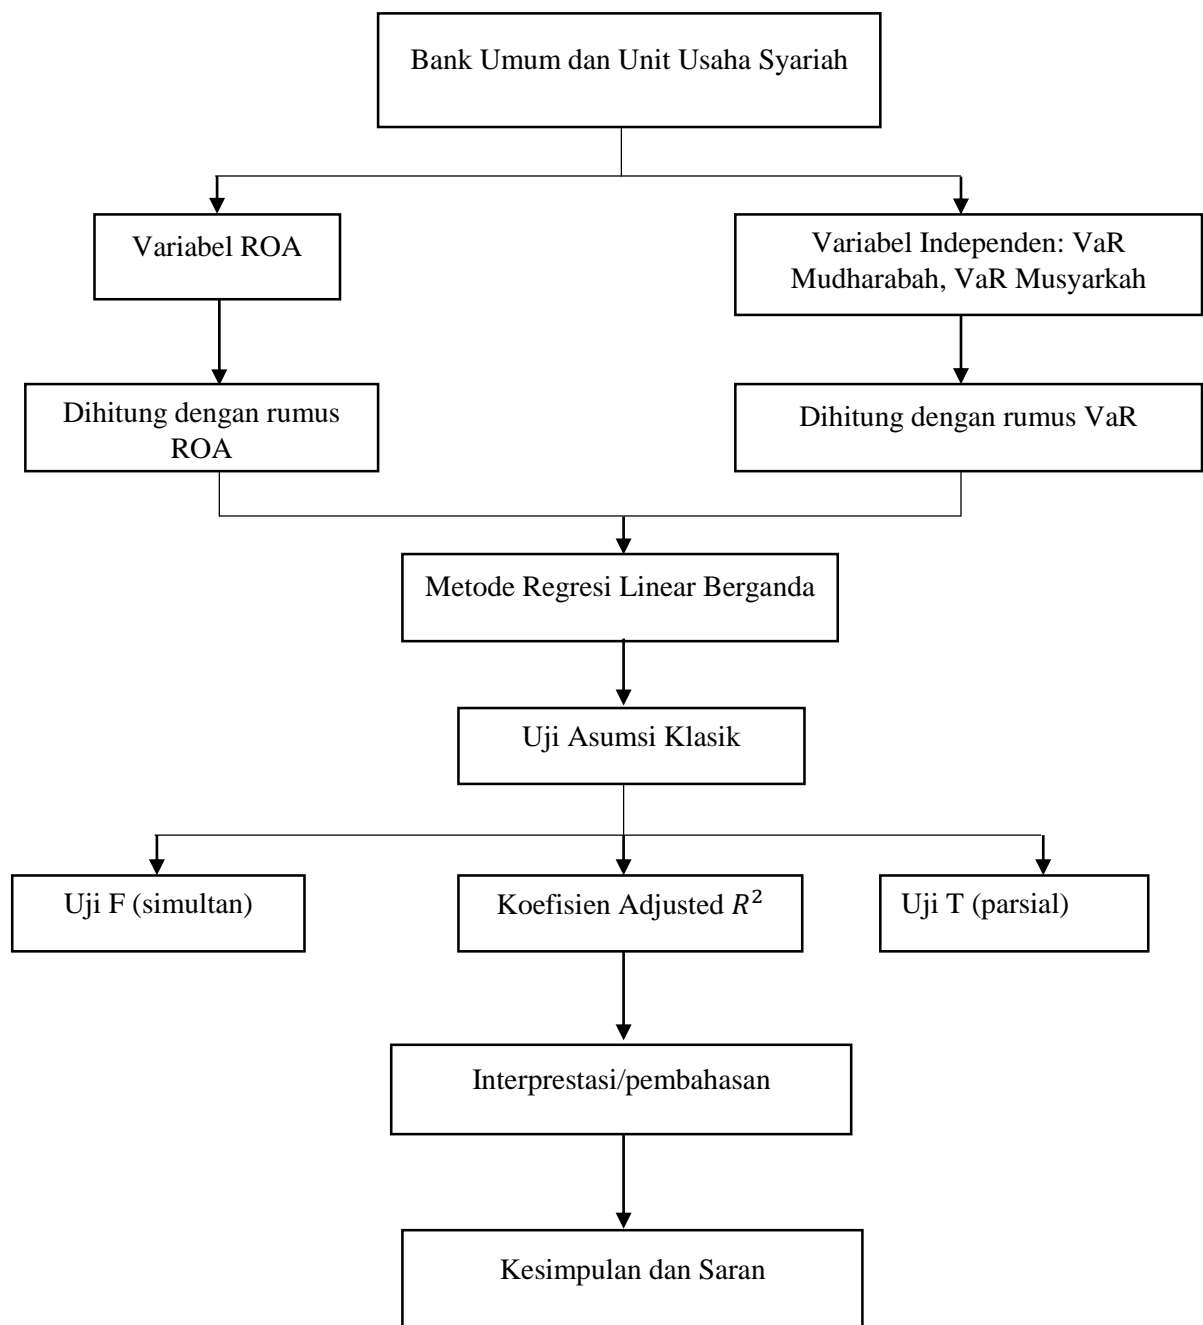 Bank Umum dan Unit Usaha Syariah
Variabel ROA
Variabel Independen: VaR
Mudharabah, VaR Musyarkah
Dihitung dengan rumus
ROA
Dihitung dengan rumus VaR
Metode Regresi Linear Berganda
Uji Asumsi Klasik
Uji F (simultan)
Koefisien Adjusted R²
Uji T (parsial)
Interprestasi/pembahasan
Kesimpulan dan Saran